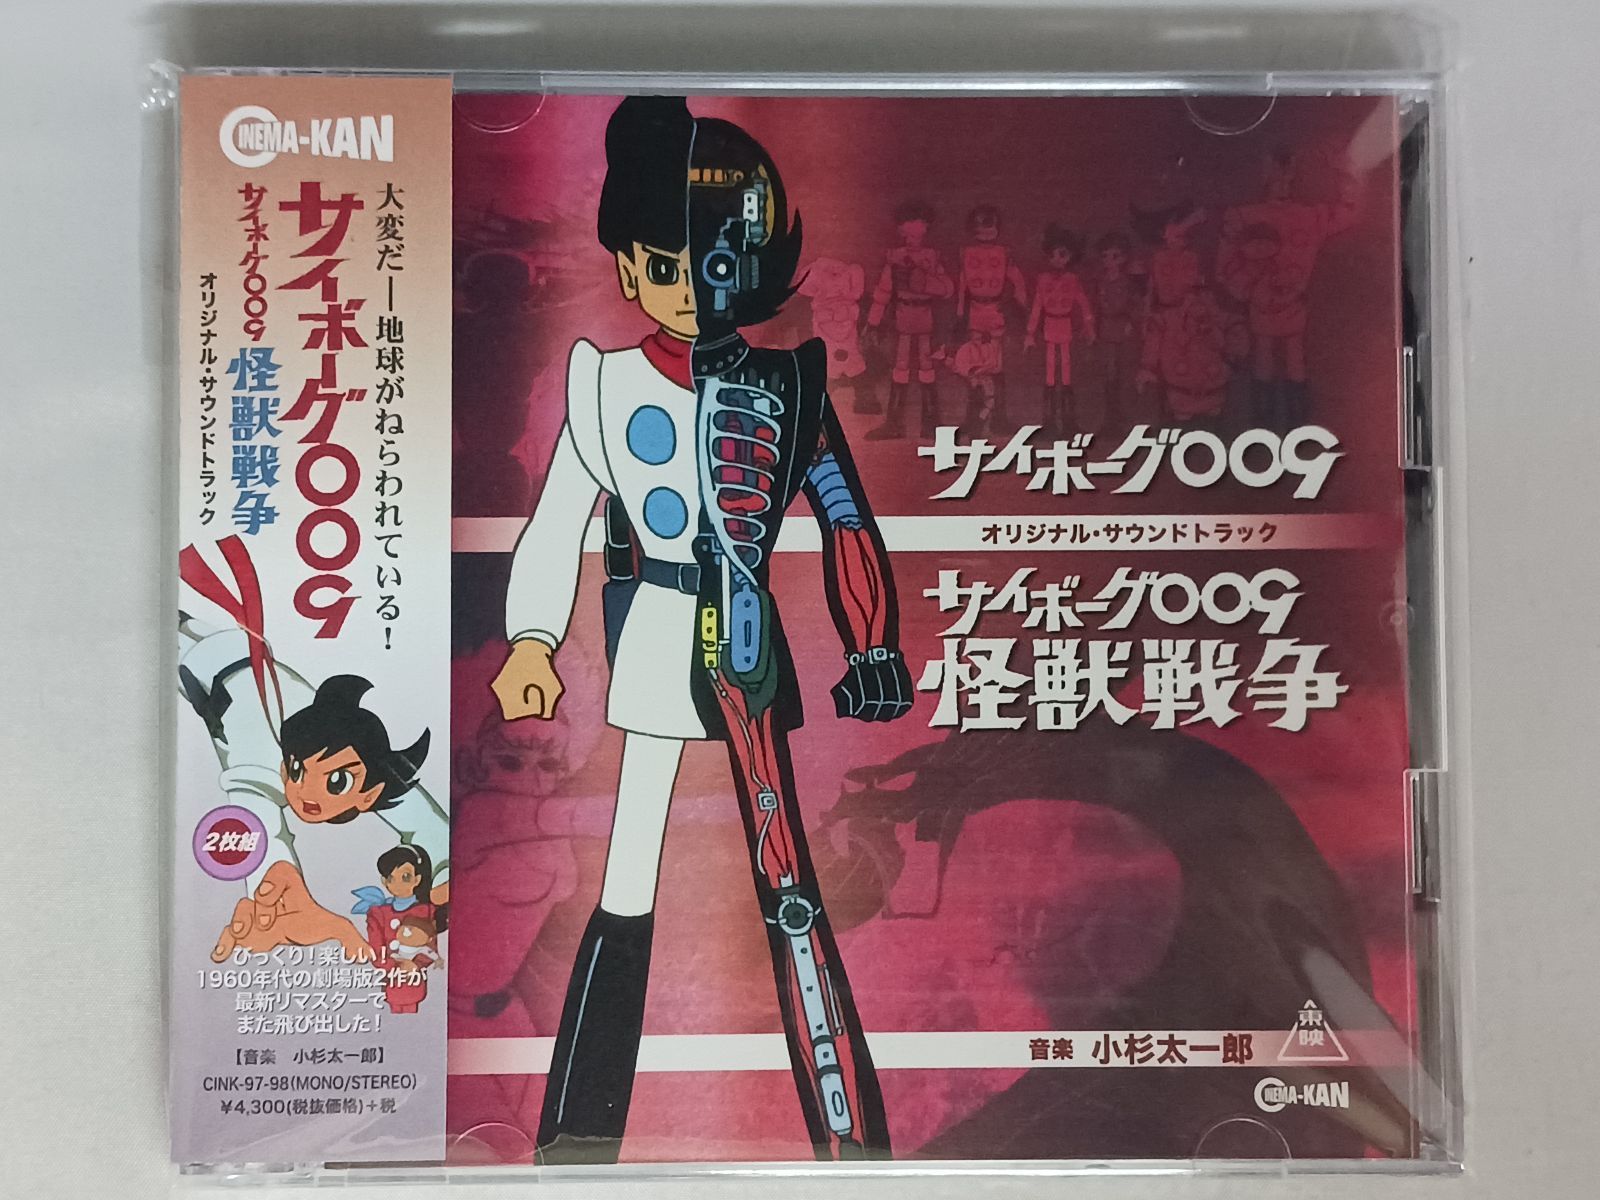 CINEMA-KAN
大変だ―地球がねらわれている!
サイボーグ009
サイボーグ009
怪獣戦争
オリジナル・サウンドトラック
2枚組
びっくり!楽しい!
1960年代の劇場版2作が
最新リマスターで
また飛び出した!
【音楽 小杉太一郎】
CINK-97-98(MONO/STEREO)
¥4,300(税抜価格)+税
サイボーグ009
オリジナル・サウンドトラック
サイボーグ009
怪獣戦争
音楽 小杉太一郎
東映
CINEMA-KAN